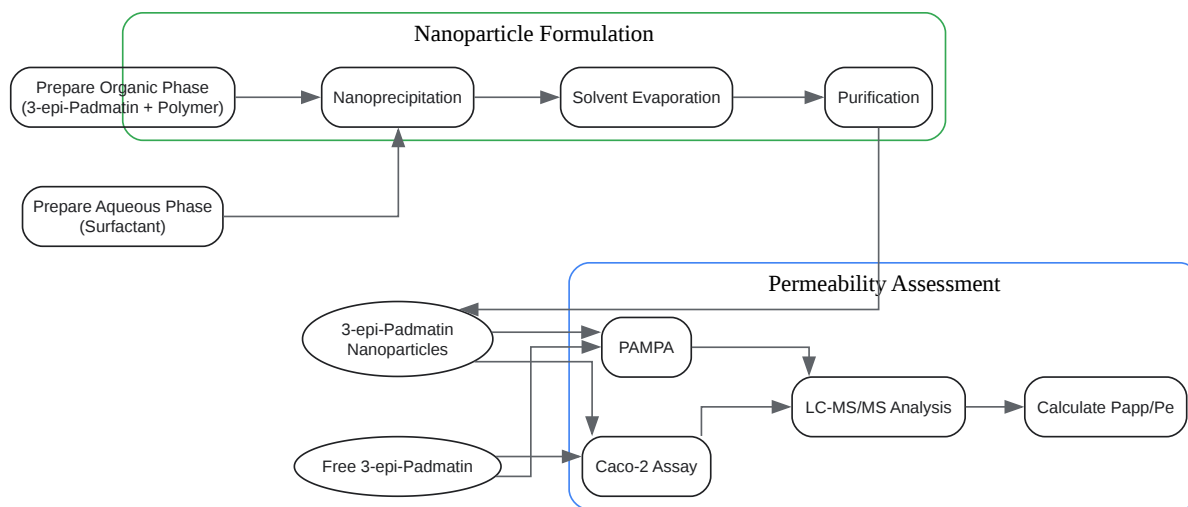 Nanoparticle Formulation
Prepare Organic Phase
(3-epi-Padmatin + Polymer)
Nanoprecipitation
Solvent Evaporation
Purification
Prepare Aqueous Phase
(Surfactant)
Permeability Assessment
3-epi-Padmatin
Nanoparticles
PAMPA
LC-MS/MS Analysis
Calculate Papp/Pe
Free 3-epi-Padmatin
Caco-2 Assay